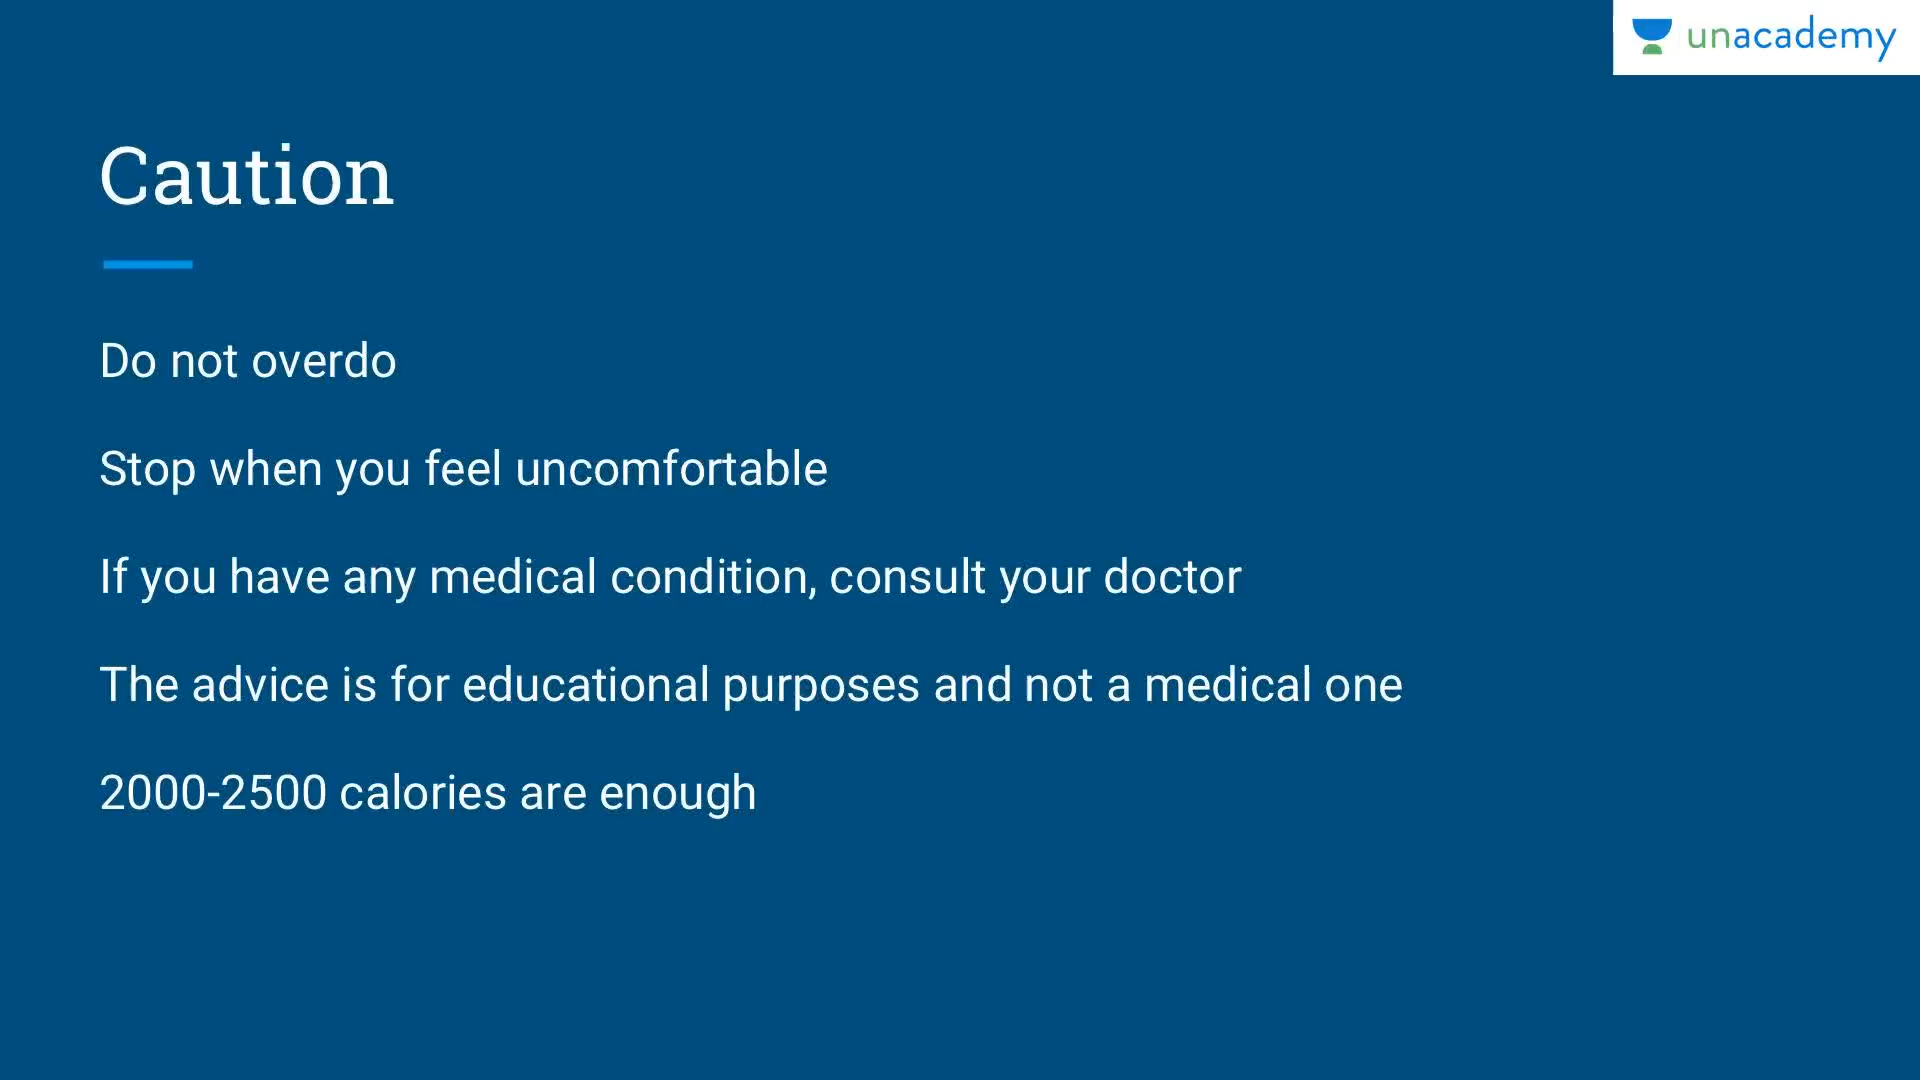 unacademy
Caution
Do not overdo
Stop when you feel uncomfortable
If you have any medical condition, consult your doctor
The advice is for educational purposes and not a medical one
2000-2500 calories are enough